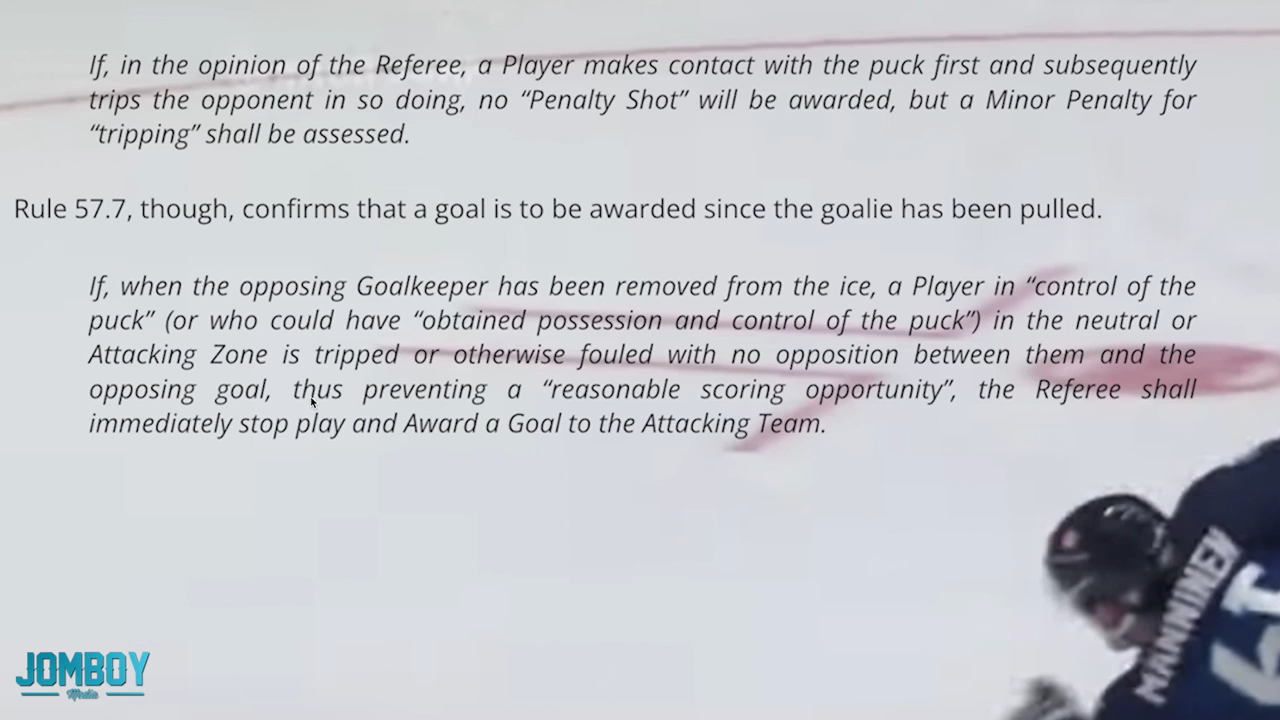 If, in the opinion of the Referee, a Player makes contact with the puck first and subsequently
trips the opponent in so doing, no “Penalty Shot” will be awarded, but a Minor Penalty for
“tripping” shall be assessed.
Rule 57.7, though, confirms that a goal is to be awarded since the goalie has been pulled.
If, when the opposing Goalkeeper has been removed from the ice, a Player in “control of the
puck” (or who could have “obtained possession and control of the puck”) in the neutral or
Attacking Zone is tripped or otherwise fouled with no opposition between them and the
opposing goal, thus preventing a “reasonable scoring opportunity”, the Referee shall
immediately stop play and Award a Goal to the Attacking Team.
MANNINEN
JOMBOY
Media